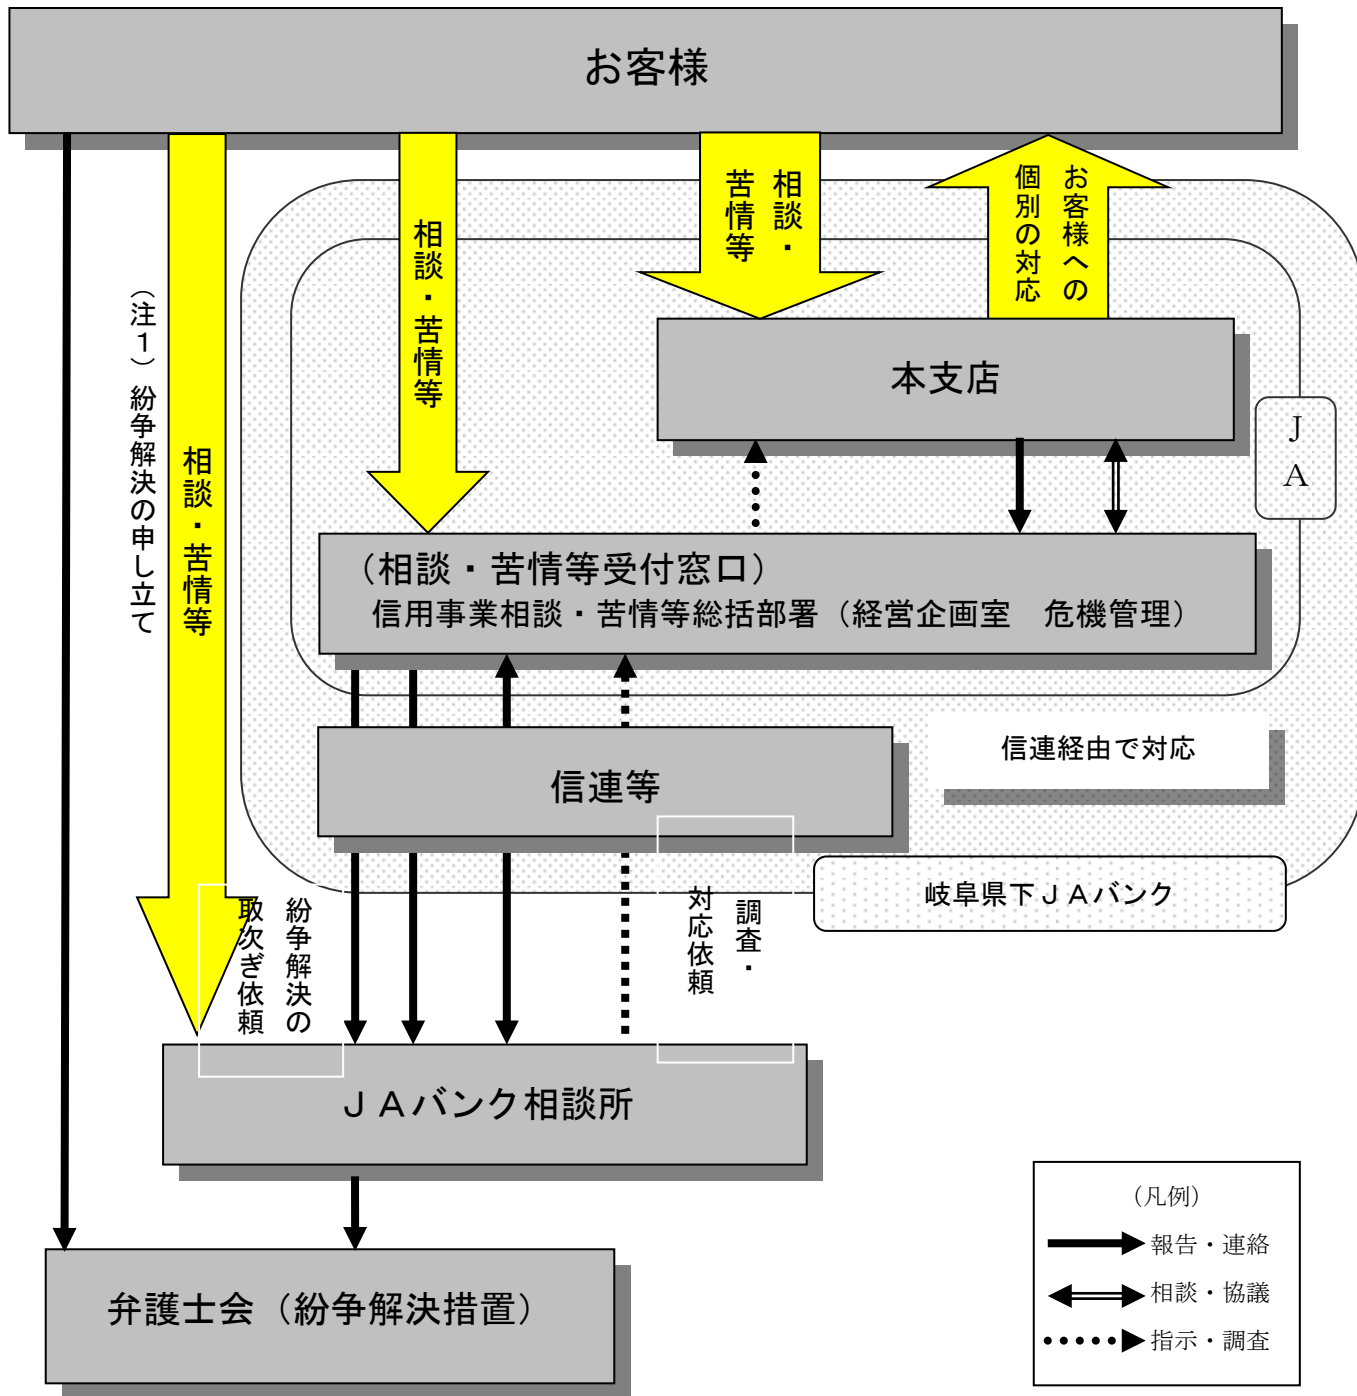 お客様
相談・
苦情等
お客様への
個別の対応
相談・苦情等
（注１）紛争解決の申し立て
相談・苦情等
本支店
ＪＡ
（相談・苦情等受付窓口）
信用事業相談・苦情等総括部署（経営企画室　危機管理）
信連経由で対応
信連等
岐阜県下ＪＡバンク
紛争解決の
取次ぎ依頼
調査・
対応依頼
ＪＡバンク相談所
弁護士会（紛争解決措置）
（凡例）
報告・連絡
相談・協議
指示・調査